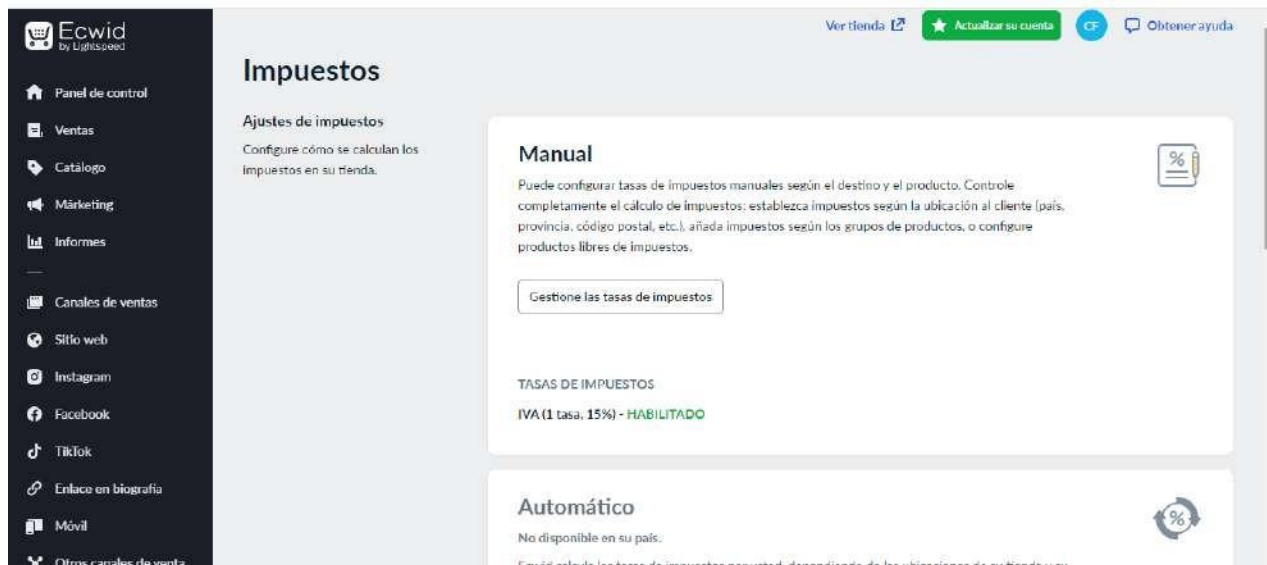 Ecwid
by Lightspeed
Ver tienda
Actualizar su cuenta
CF
Obtener ayuda
Panel de control
Ventas
Catálogo
Márketing
Informes
Canales de ventas
Sitio web
Instagram
Facebook
TikTok
Enlace en biografía
Móvil
Otros canales de venta
Impuestos
Ajustes de impuestos
Configure cómo se calculan los
impuestos en su tienda.
Manual
Puede configurar tasas de impuestos manuales según el destino y el producto. Controle
completamente el cálculo de impuestos: establezca impuestos según la ubicación al cliente (país,
provincia, código postal, etc.), añada impuestos según los grupos de productos, o configure
productos libres de impuestos.
Gestione las tasas de impuestos
TASAS DE IMPUESTOS
IVA (1 tasa, 15%) - HABILITADO
Automático
No disponible en su país.